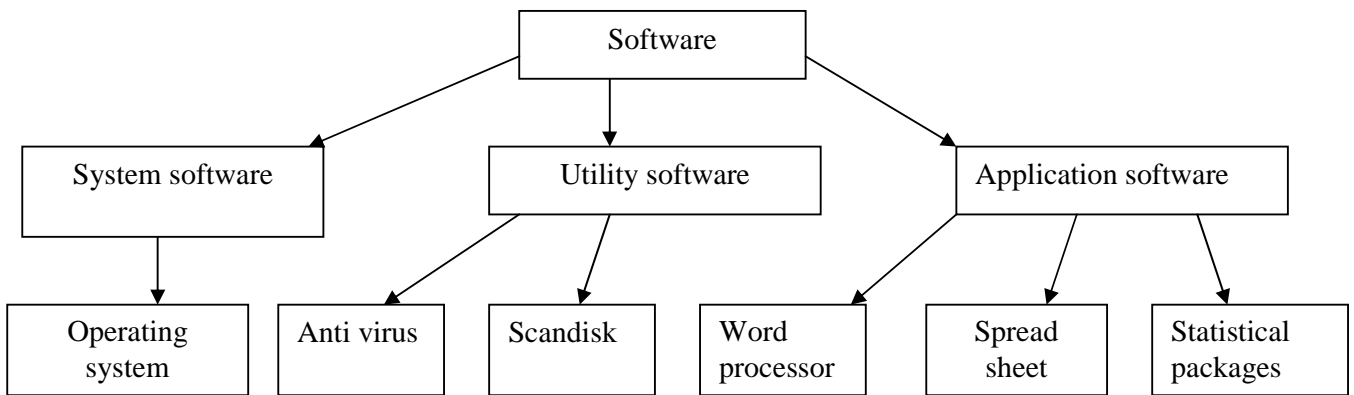 Software
System software
Utility software
Application software
Operating
system
Anti virus
Scandisk
Word
processor
Spread
sheet
Statistical
packages